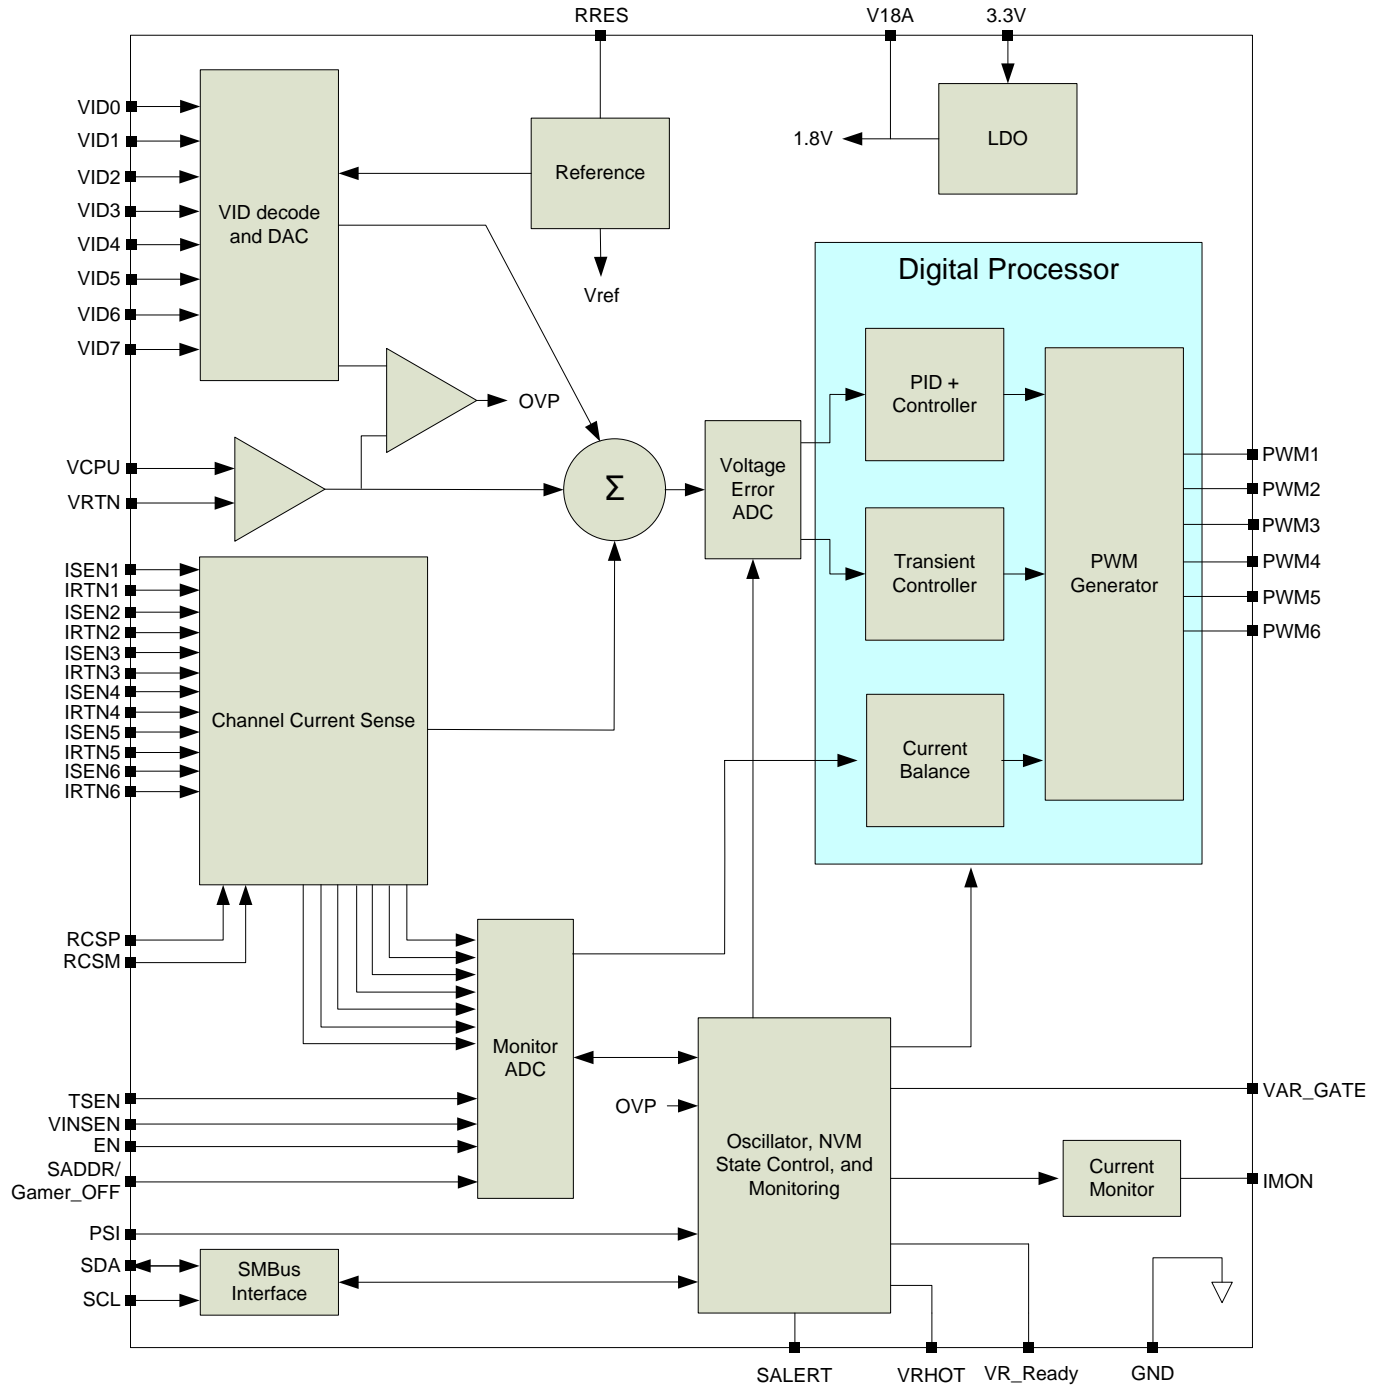 RRES
V18A
3.3V
VID0
VID1
VID2
VID3
VID4
VID5
VID6
VID7
VID decode
and DAC
Reference
Vref
1.8V
LDO
OVP
VCPU
VRTN
Σ
Voltage
Error
ADC
Digital Processor
PID +
Controller
Transient
Controller
Current
Balance
PWM
Generator
PWM1
PWM2
PWM3
PWM4
PWM5
PWM6
ISEN1
IRTN1
ISEN2
IRTN2
ISEN3
IRTN3
ISEN4
IRTN4
ISEN5
IRTN5
ISEN6
IRTN6
Channel Current Sense
RCSP
RCSM
Monitor
ADC
TSEN
VINSEN
EN
SADDR/
Gamer_OFF
PSI
SDA
SCL
SMBus
Interface
OVP
Oscillator, NVM
State Control, and
Monitoring
Current
Monitor
VAR_GATE
IMON
SALERT
VRHOT
VR_Ready
GND